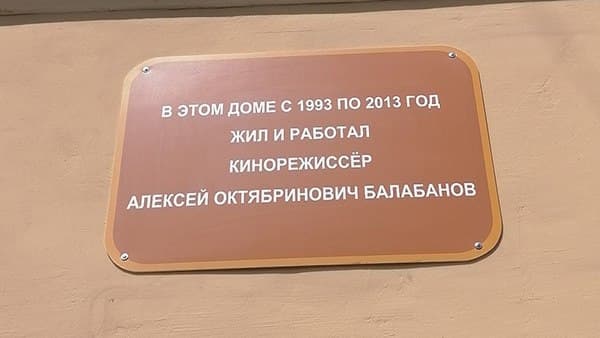 В ЭТОМ ДОМЕ С 1993 ПО 2013 ГОД
ЖИЛ И РАБОТАЛ
КИНОРЕЖИССЁР
АЛЕКСЕЙ ОКТЯБРИНОВИЧ БАЛАБАНОВ